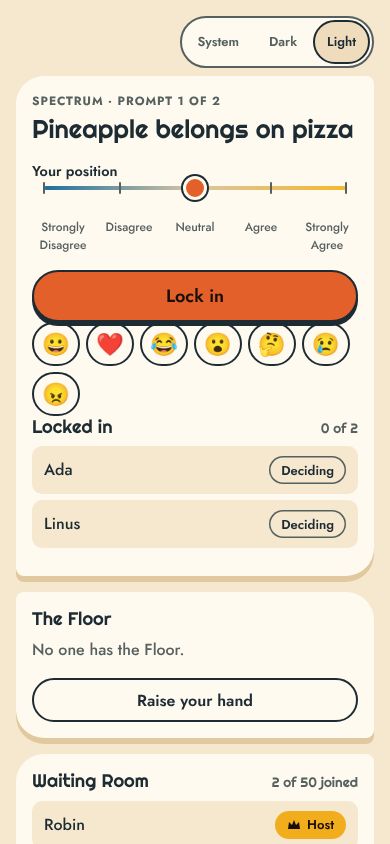 System Dark Light
SPECTRUM · PROMPT 1 OF 2
Pineapple belongs on pizza
Your position
Strongly Disagree Disagree Neutral Agree Strongly Agree
Lock in
Locked in 0 of 2
Ada Deciding
Linus Deciding
The Floor
No one has the Floor.
Raise your hand
Waiting Room 2 of 50 joined
Robin Host